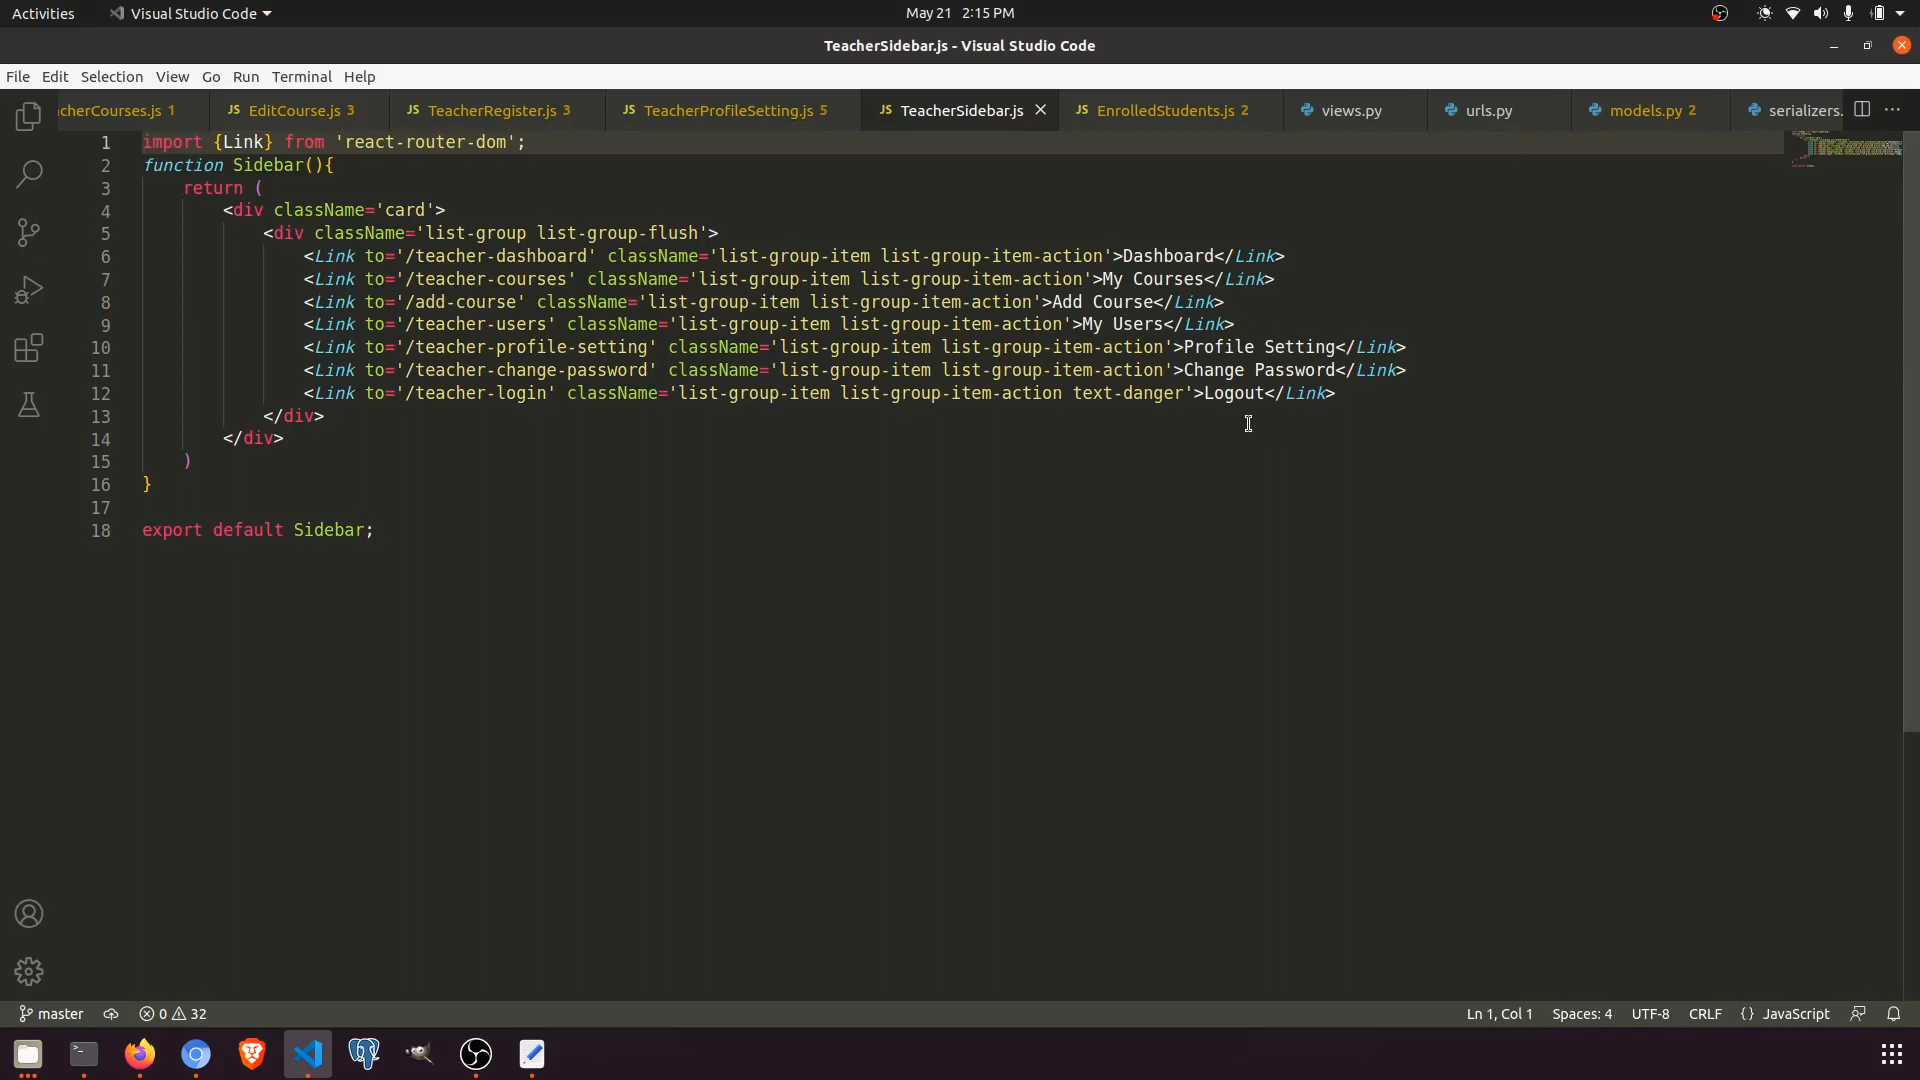 Activities Visual Studio Code May 21 2:15 PM
TeacherSidebar.js - Visual Studio Code
File Edit Selection View Go Run Terminal Help
cherCourses.js 1 JS EditCourse.js 3 JS TeacherRegister.js 3 JS TeacherProfileSetting.js 5 JS TeacherSidebar.js JS EnrolledStudents.js 2 views.py urls.py models.py 2 serializers.
1 import {Link} from 'react-router-dom';
2 function Sidebar(){
3 return (
4 <div className='card'>
5 <div className='list-group list-group-flush'>
6 <Link to='/teacher-dashboard' className='list-group-item list-group-item-action'>Dashboard</Link>
7 <Link to='/teacher-courses' className='list-group-item list-group-item-action'>My Courses</Link>
8 <Link to='/add-course' className='list-group-item list-group-item-action'>Add Course</Link>
9 <Link to='/teacher-users' className='list-group-item list-group-item-action'>My Users</Link>
10 <Link to='/teacher-profile-setting' className='list-group-item list-group-item-action'>Profile Setting</Link>
11 <Link to='/teacher-change-password' className='list-group-item list-group-item-action'>Change Password</Link>
12 <Link to='/teacher-login' className='list-group-item list-group-item-action text-danger'>Logout</Link>
13 </div>
14 </div>
15 )
16 }
17
18 export default Sidebar;
master 0 32 Ln 1, Col 1 Spaces: 4 UTF-8 CRLF {} JavaScript